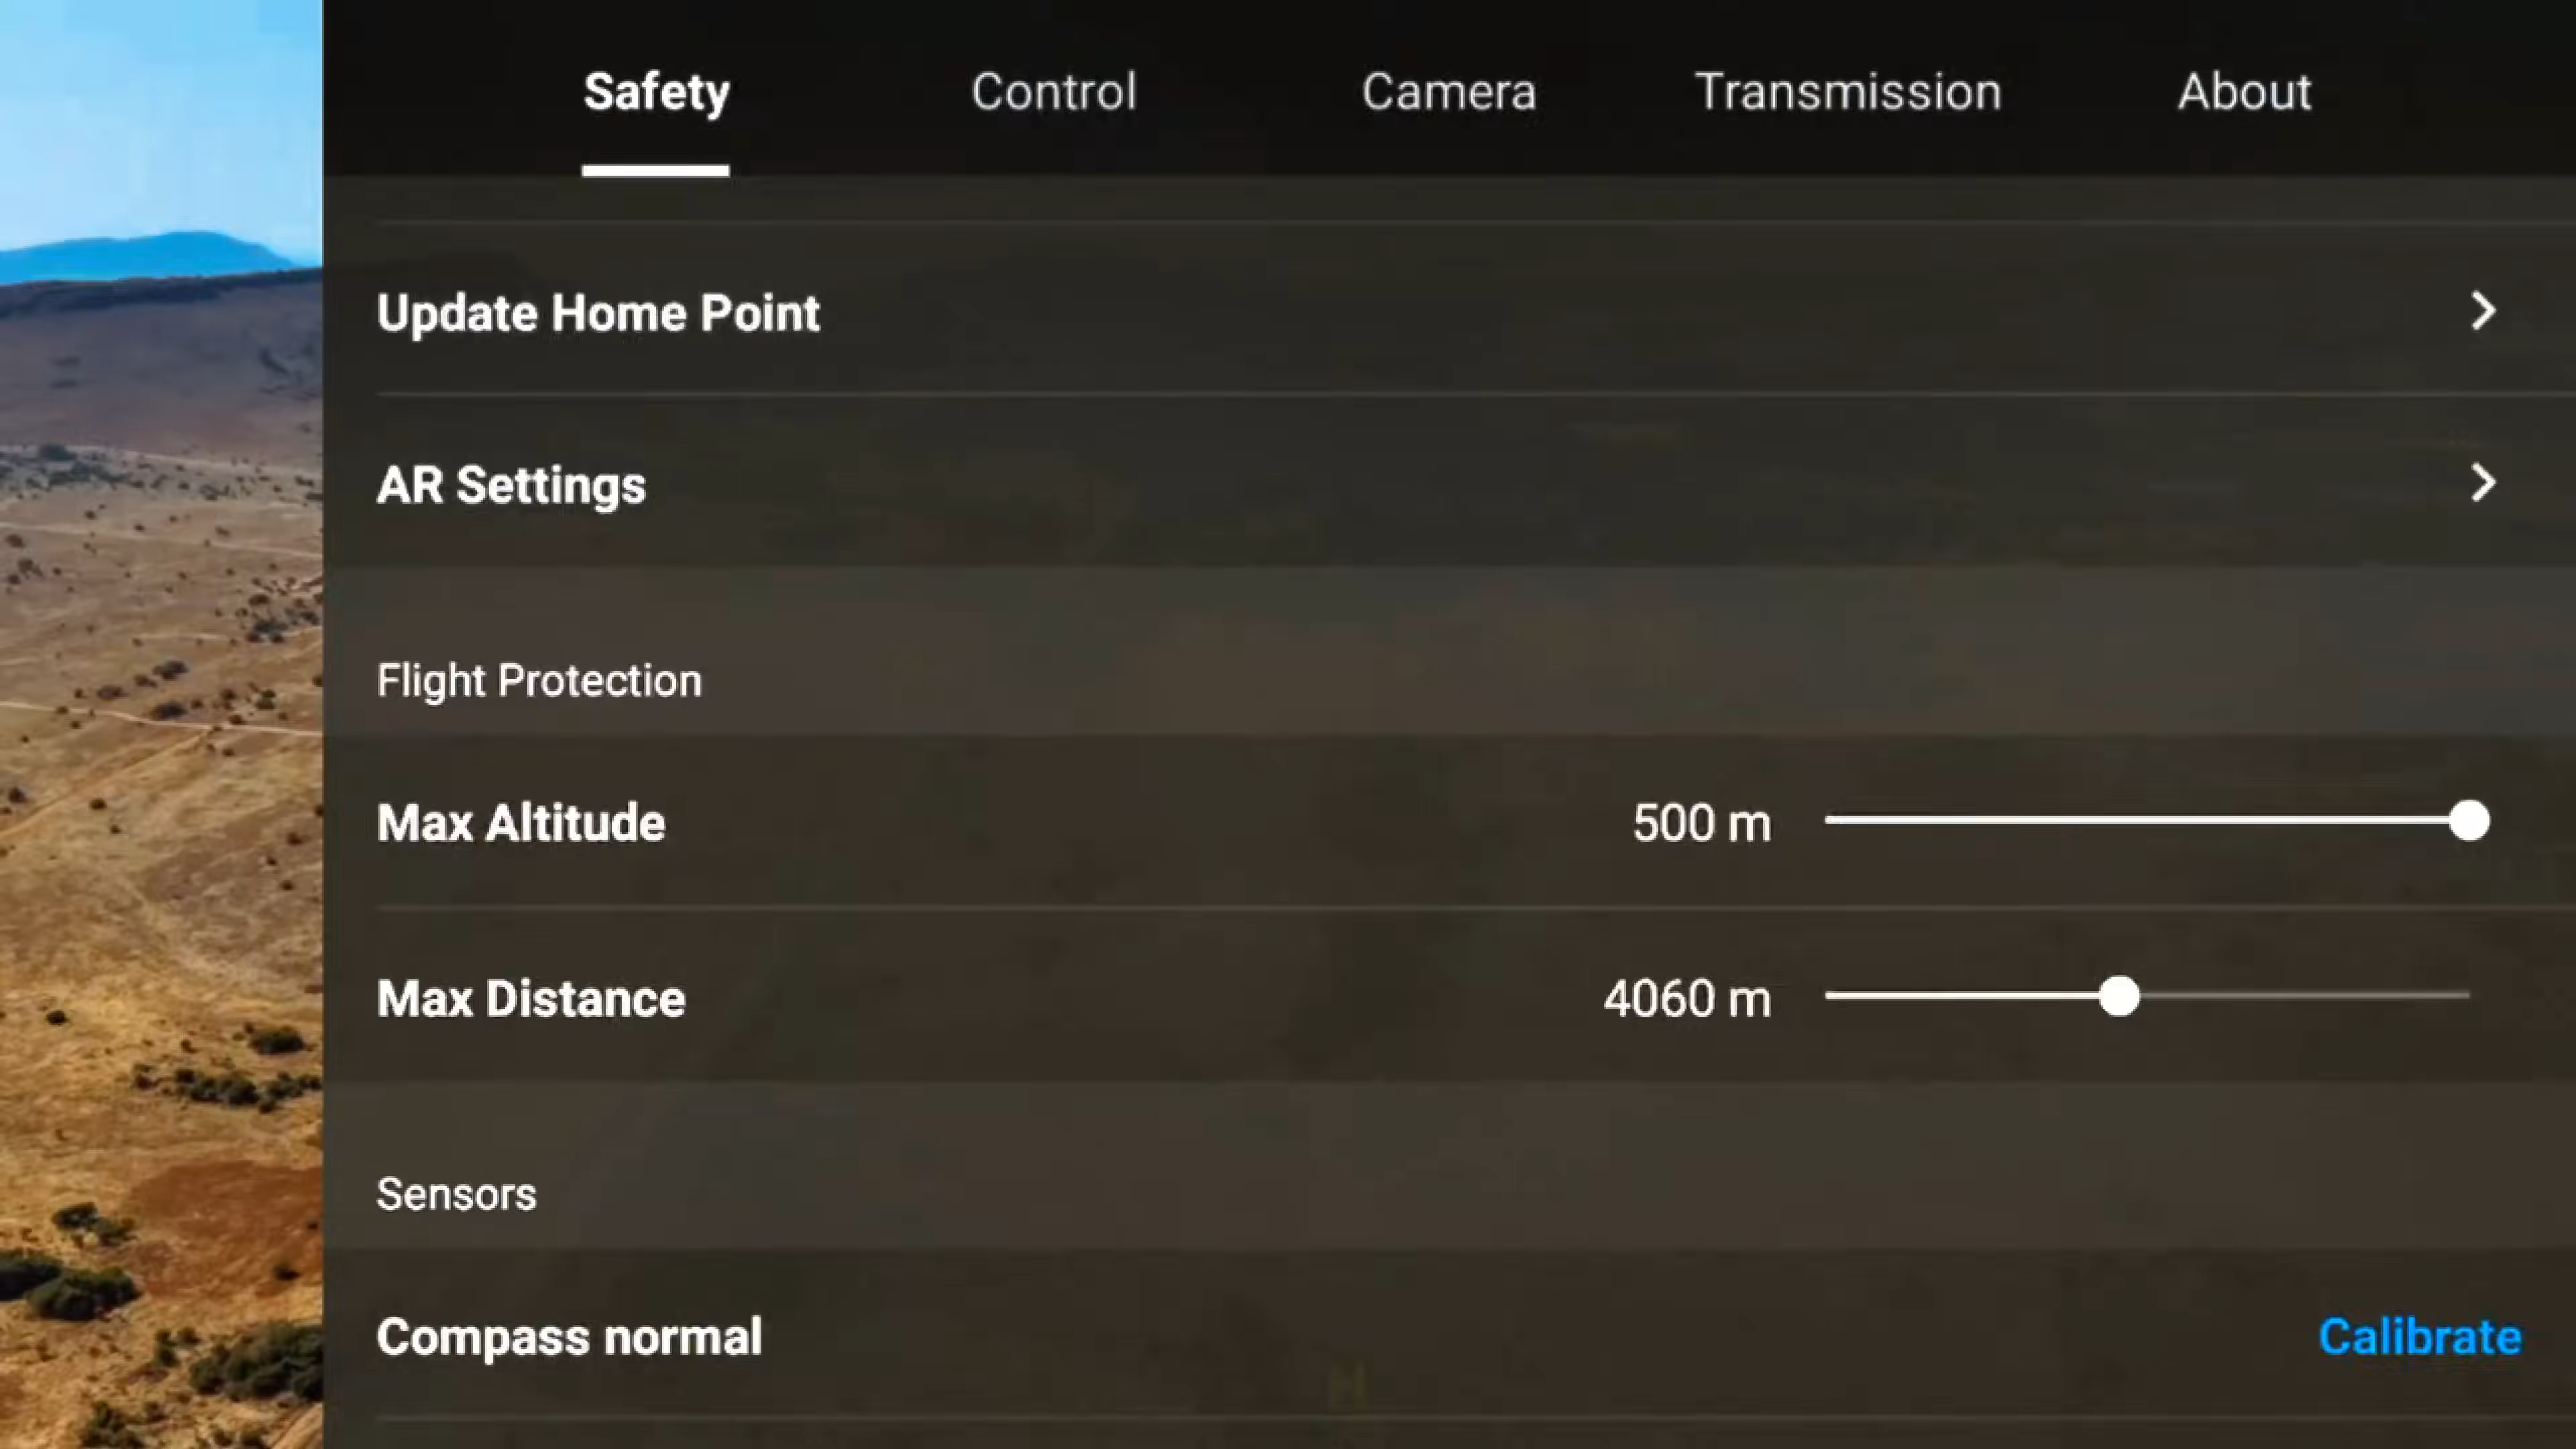 Safety Control Camera Transmission About
Update Home Point
AR Settings
Flight Protection
Max Altitude 500 m
Max Distance 4060 m
Sensors
Compass normal Calibrate